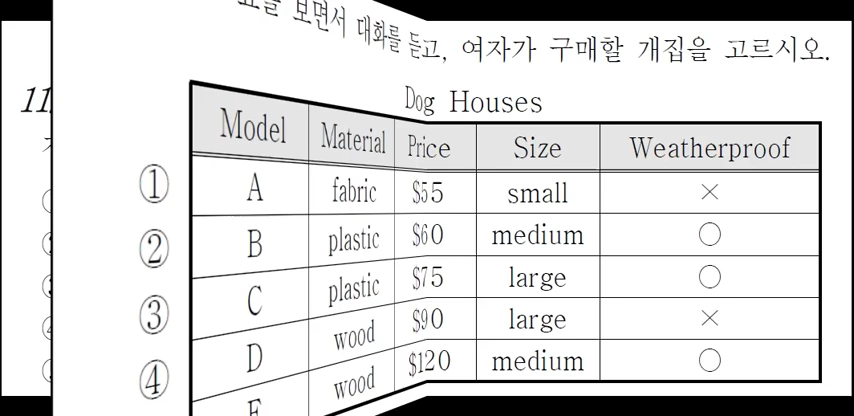 보면서 대화를 듣고, 여자가 구매할 개집을 고르시오.
11
Dog Houses
Model Material Price Size Weatherproof
① A fabric $55 small ×
② B plastic $60 medium ○
③ C plastic $75 large ○
④ D wood $90 large ×
wood $120 medium ○